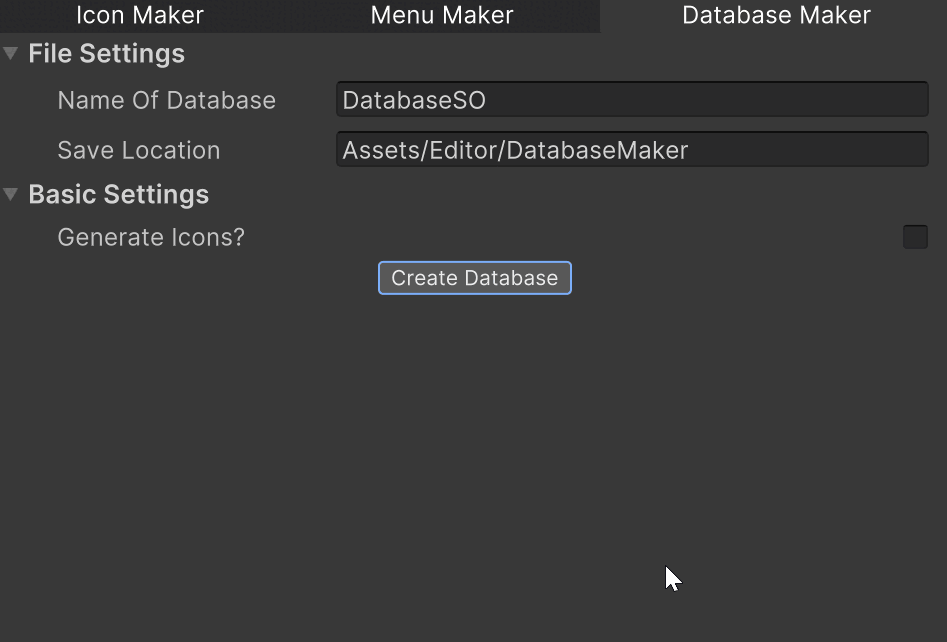 Icon Maker Menu Maker Database Maker
File Settings
Name Of Database DatabaseSO
Save Location Assets/Editor/DatabaseMaker
Basic Settings
Generate Icons?
Create Database